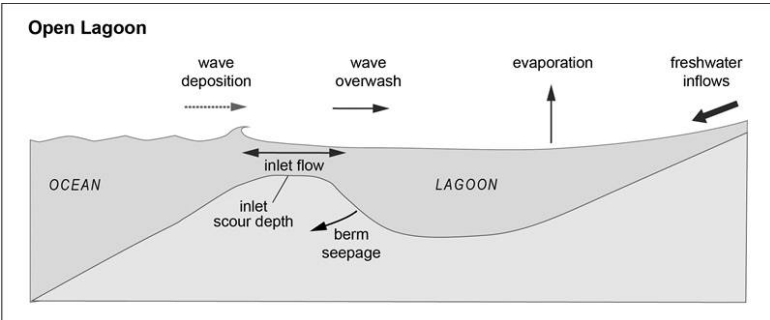 Open Lagoon
wave
deposition
wave
overwash
evaporation
freshwater
inflows
inlet flow
OCEAN
LAGOON
inlet
scour depth
berm
seepage